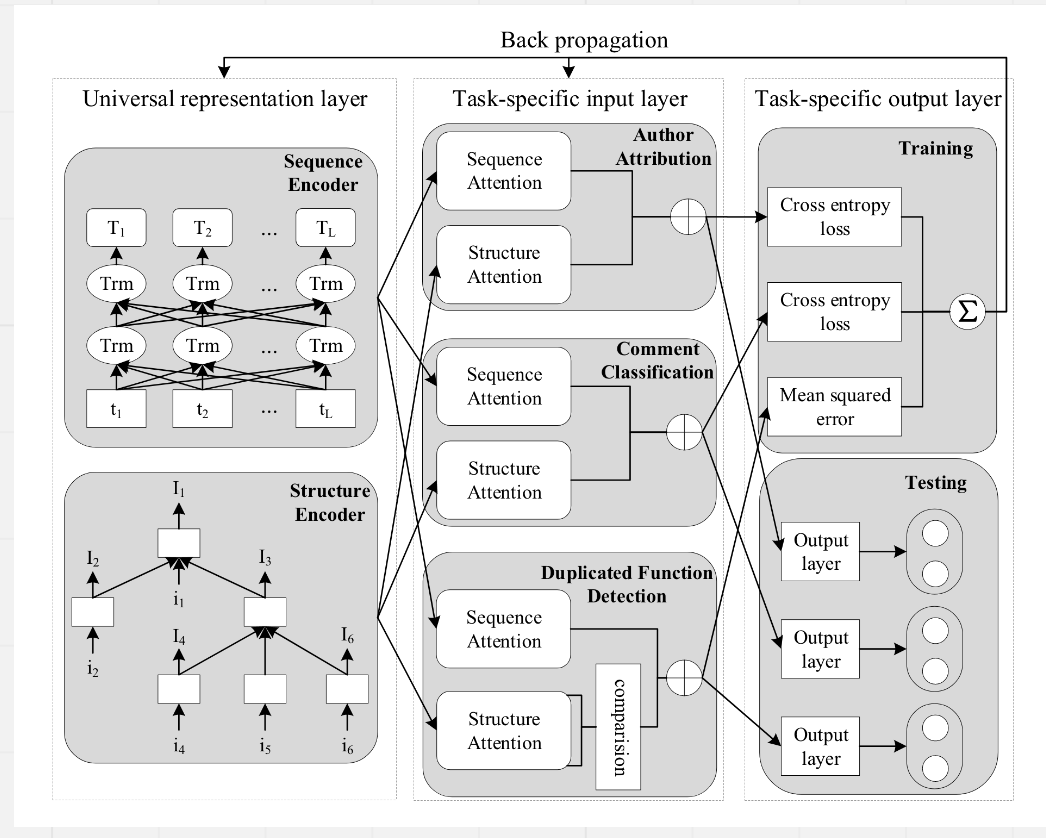 Back propagation
Universal representation layer
Sequence
Encoder
T1
T2
...
TL
Trm
Trm
...
Trm
Trm
Trm
...
Trm
t1
t2
...
tL
Structure
Encoder
I1
I2
i1
I3
i2
I4
I6
i4
i5
i6
Task-specific input layer
Author
Attribution
Sequence
Attention
Structure
Attention
Comment
Classification
Sequence
Attention
Structure
Attention
Duplicated Function
Detection
Sequence
Attention
Structure
Attention
comparision
Task-specific output layer
Training
Cross entropy
loss
Cross entropy
loss
Mean squared
error
Σ
Testing
Output
layer
Output
layer
Output
layer